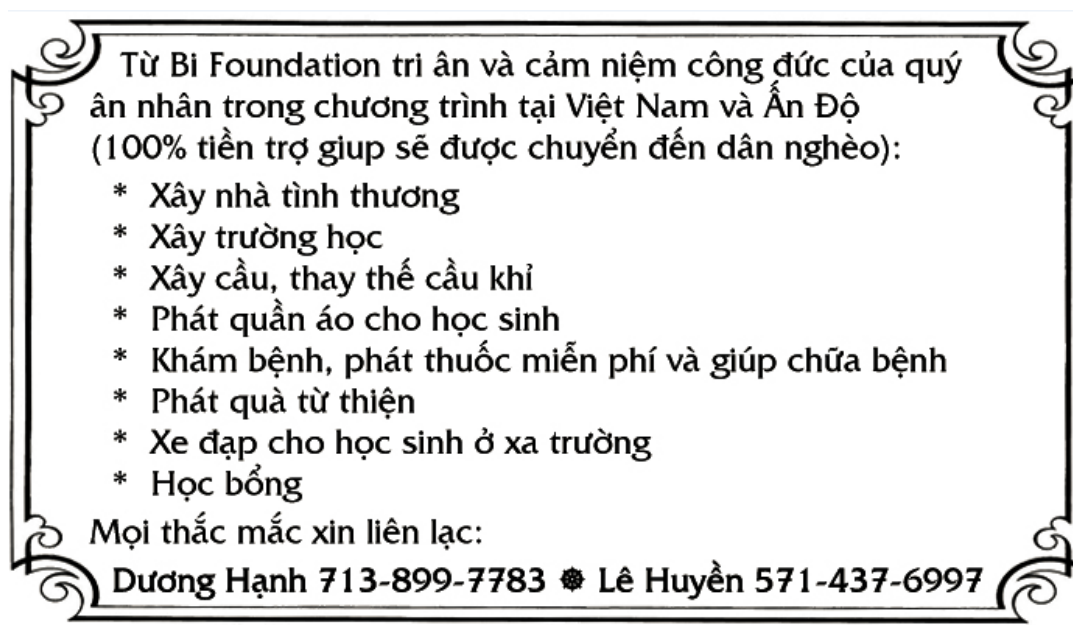 Từ Bi Foundation tri ân và cảm niệm công đức của quý
ân nhân trong chương trình tại Việt Nam và Ấn Độ
(100% tiền trợ giup sẽ được chuyển đến dân nghèo):
* Xây nhà tình thương
* Xây trường học
* Xây cầu, thay thế cầu khỉ
* Phát quần áo cho học sinh
* Khám bệnh, phát thuốc miễn phí và giúp chữa bệnh
* Phát quà từ thiện
* Xe đạp cho học sinh ở xa trường
* Học bổng
Mọi thắc mắc xin liên lạc:
Dương Hạnh 713-899-7783 ❁ Lê Huyền 571-437-6997